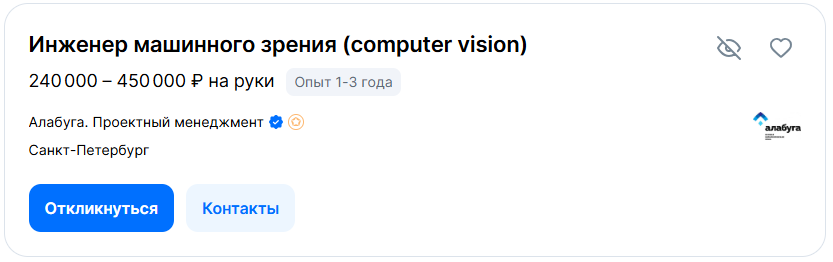 Инженер машинного зрения (computer vision)
240 000 – 450 000 ₽ на руки Опыт 1-3 года
Алабуга. Проектный менеджмент
алабуга
Санкт-Петербург
Откликнуться Контакты